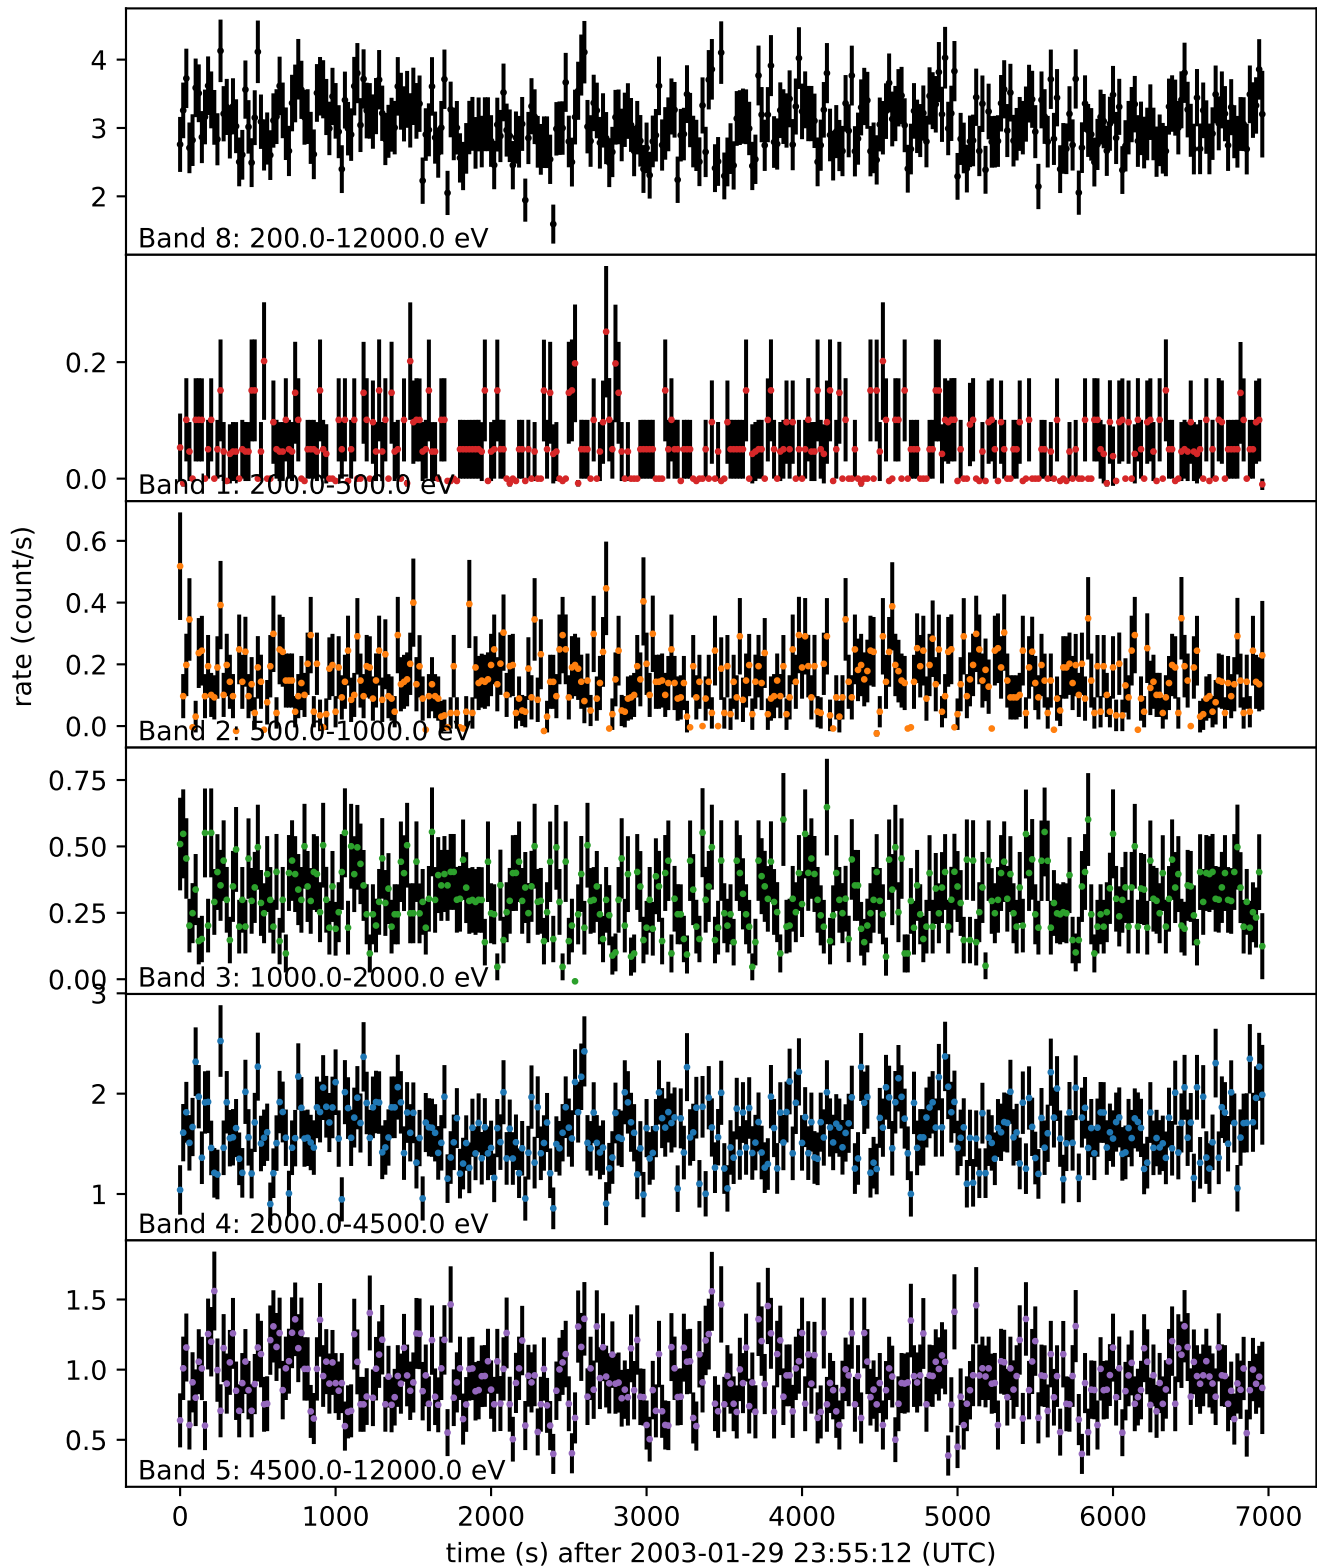 4
3
2
Band 8: 200.0-12000.0 eV
0.2
0.0
Band 1: 200.0-500.0 eV
0.6
0.4
0.2
0.0
Band 2: 500.0-1000.0 eV
rate (count/s)
0.75
0.50
0.25
0.00
Band 3: 1000.0-2000.0 eV
3
2
1
Band 4: 2000.0-4500.0 eV
1.5
1.0
0.5
Band 5: 4500.0-12000.0 eV
0 1000 2000 3000 4000 5000 6000 7000
time (s) after 2003-01-29 23:55:12 (UTC)